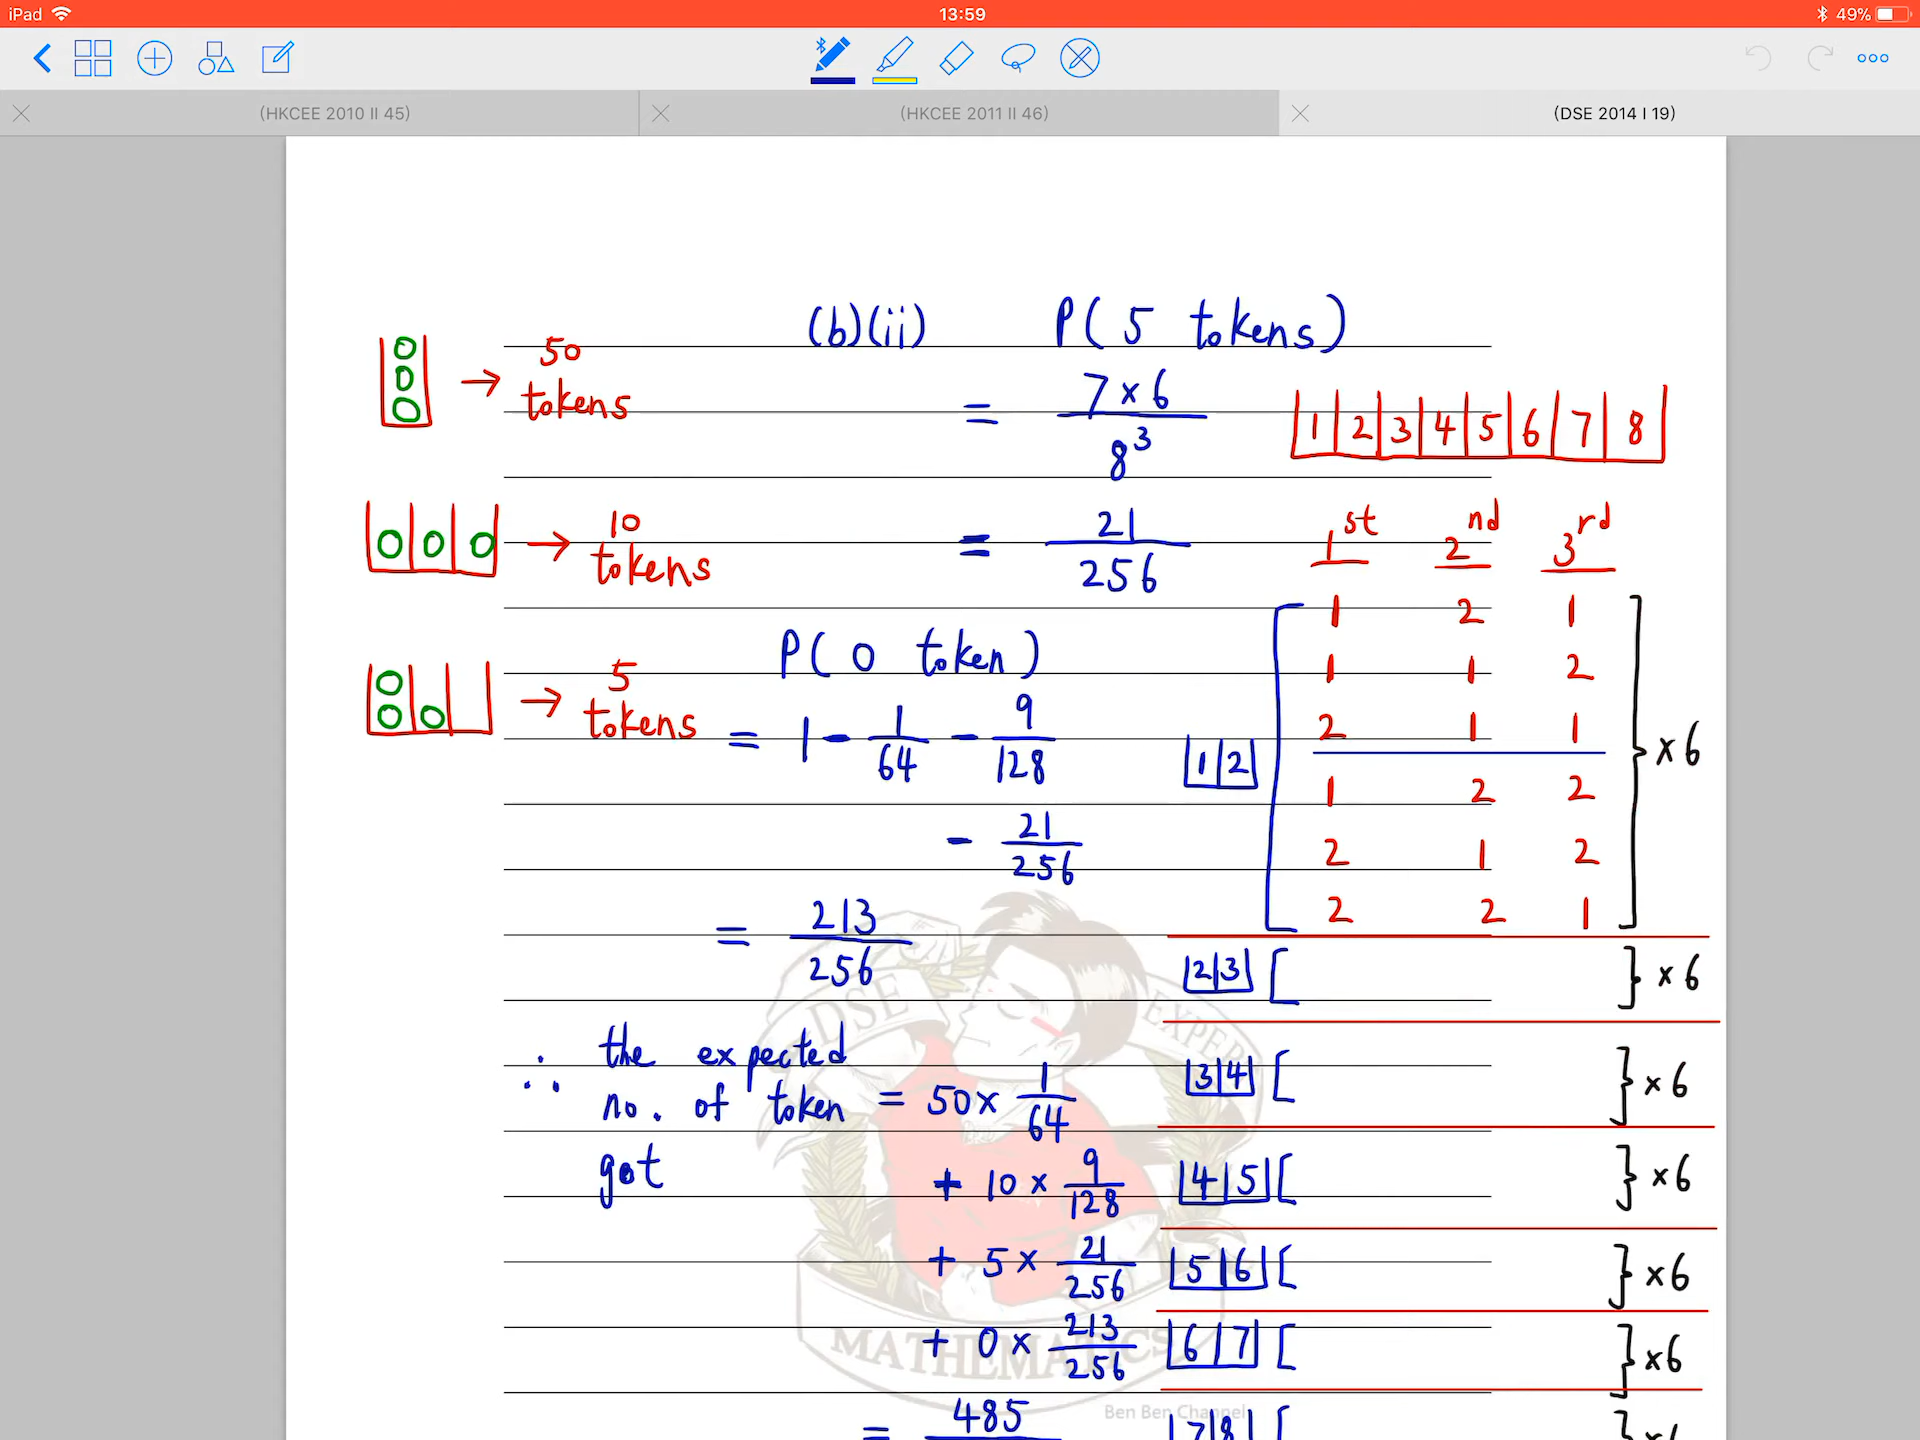 iPad 13:59 49%
(HKCEE 2010 II 45) (HKCEE 2011 II 46) (DSE 2014 I 19)
(b)(ii) P( 5 tokens )
→ 50 tokens
= 7 × 6 / 8³
1 2 3 4 5 6 7 8
→ 10 tokens
= 21 / 256
1st 2nd 3rd
1 2 1
P( 0 token )
1 1 2
→ 5 tokens
= 1 - 1/64 - 9/128
2 1 1
1 2
} × 6
1 2 2
- 21/256
2 1 2
2 2 1
= 213/256
2 3 [ } × 6
DSE EXPER
∴ the expected no. of token got = 50 × 1/64
3 4 [ } × 6
+ 10 × 9/128
4 5 [ } × 6
+ 5 × 21/256
5 6 [ } × 6
+ 0 × 213/256
6 7 [ } × 6
MATHEMATICS
Ben Ben Channel
= 485
7 8 [ } × 6